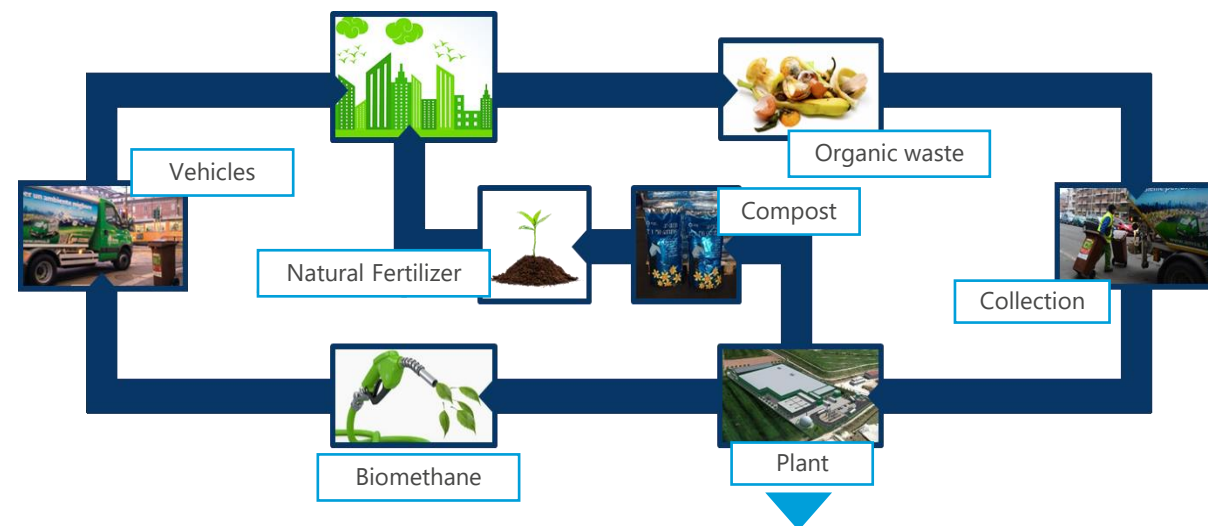 Vehicles
Organic waste
Compost
Natural Fertilizer
Collection
Biomethane
Plant